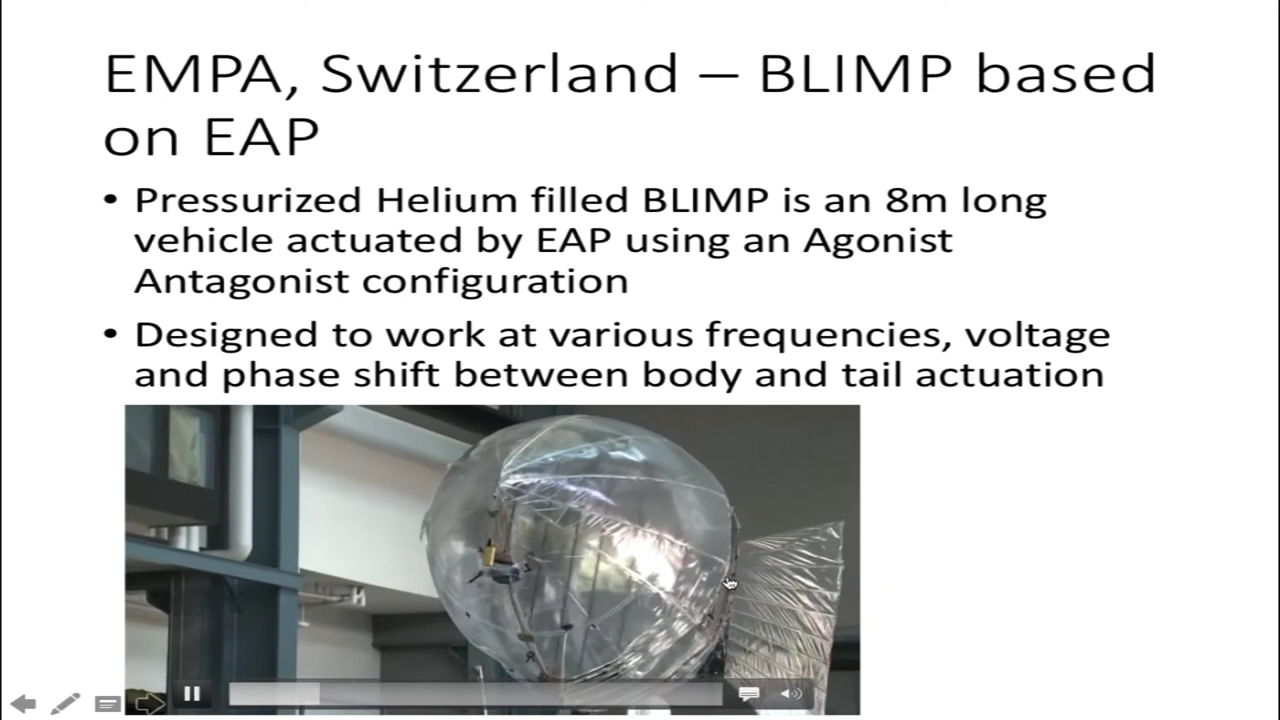 EMPA, Switzerland – BLIMP based
on EAP
• Pressurized Helium filled BLIMP is an 8m long
vehicle actuated by EAP using an Agonist
Antagonist configuration
• Designed to work at various frequencies, voltage
and phase shift between body and tail actuation